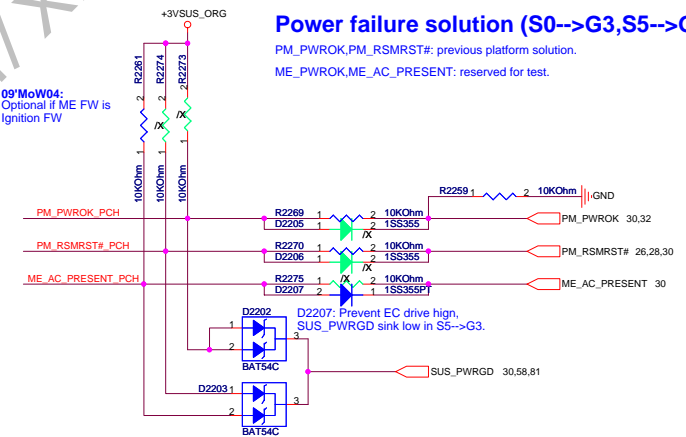 +3VSUS_ORG
Power failure solution (S0-->G3,S5-->
PM_PWROK,PM_RSMRST#: previous platform solution.
ME_PWROK,ME_AC_PRESENT: reserved for test.
R2261
R2274
R2273
2 2 2
09'MoW04:
Optional if ME FW is
Ignition FW
/X
/X
1 1 1
10KOhm
10KOhm
10KOhm
R2259 1 2 10KOhm GND
PM_PWROK_PCH
R2269 1 2 10KOhm
D2205 1SS355
/X
PM_PWROK 30,32
PM_RSMRST#_PCH
R2270 1 2 10KOhm
D2206 1SS355
/X
PM_RSMRST# 26,28,30
ME_AC_PRESENT_PCH
R2275 1 2 10KOhm
/X
D2207 2 1 1SS355PT
ME_AC_PRESENT 30
D2207: Prevent EC drive hign,
SUS_PWRGD sink low in S5-->G3.
D2202
1
2
3
BAT54C
SUS_PWRGD 30,58,81
D2203
1
2
3
BAT54C